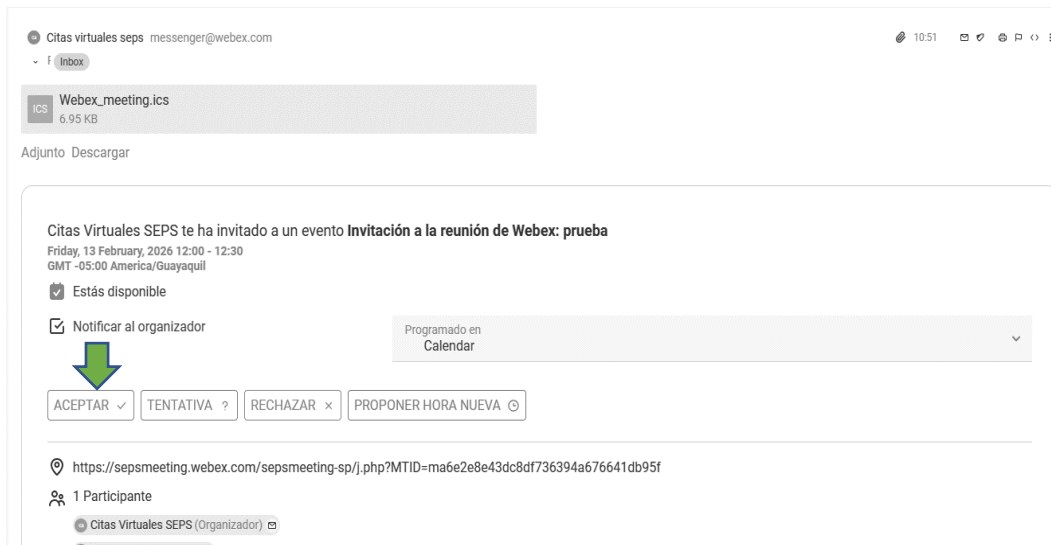 Citas virtuales seps messenger@webex.com 10:51
F Inbox
ICS Webex_meeting.ics
6.95 KB
Adjunto Descargar
Citas Virtuales SEPS te ha invitado a un evento Invitación a la reunión de Webex: prueba
Friday, 13 February, 2026 12:00 - 12:30
GMT -05:00 America/Guayaquil
Estás disponible
Notificar al organizador
Programado en
Calendar
ACEPTAR TENTATIVA ? RECHAZAR × PROPONER HORA NUEVA
https://sepsmeeting.webex.com/sepsmeeting-sp/j.php?MTID=ma6e2e8e43dc8df736394a676641db95f
1 Participante
Citas Virtuales SEPS (Organizador)